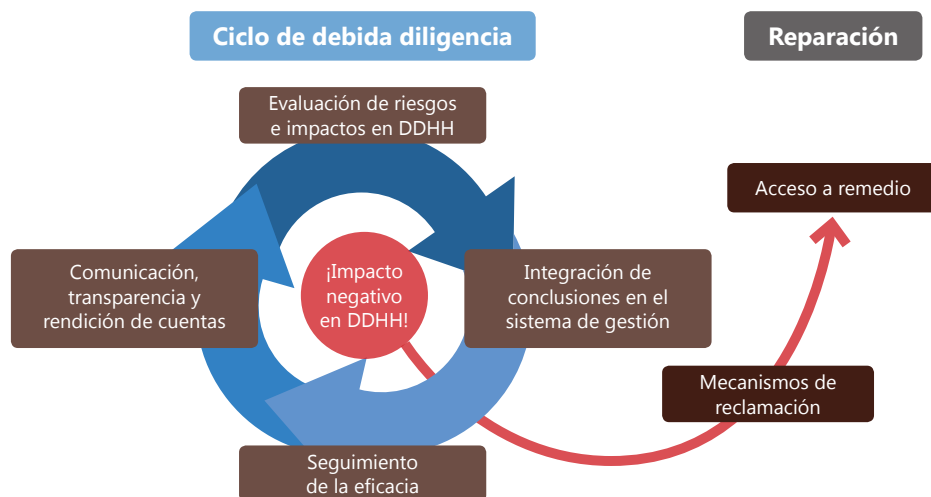 Ciclo de debida diligencia
Reparación
Evaluación de riesgos
e impactos en DDHH
Acceso a remedio
Comunicación,
transparencia y
rendición de cuentas
¡Impacto
negativo
en DDHH!
Integración de
conclusiones en el
sistema de gestión
Mecanismos de
reclamación
Seguimiento
de la eficacia